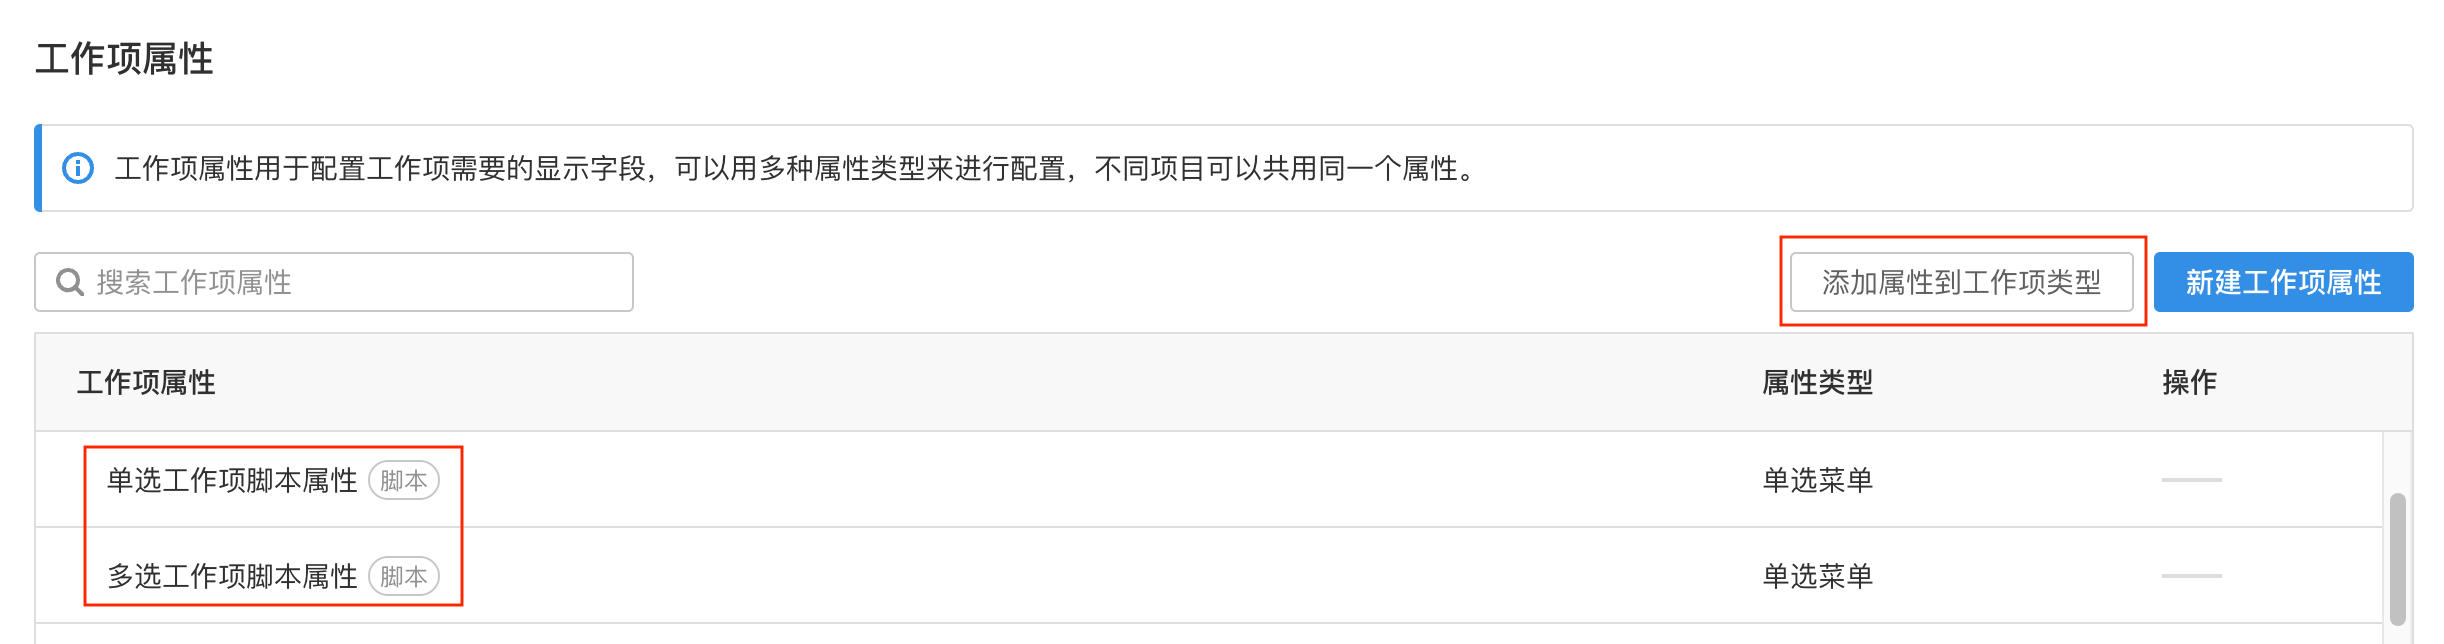 工作项属性
工作项属性用于配置工作项需要的显示字段，可以用多种属性类型来进行配置，不同项目可以共用同一个属性。
搜索工作项属性
添加属性到工作项类型
新建工作项属性
工作项属性 属性类型 操作
单选工作项脚本属性 脚本 单选菜单
多选工作项脚本属性 脚本 单选菜单